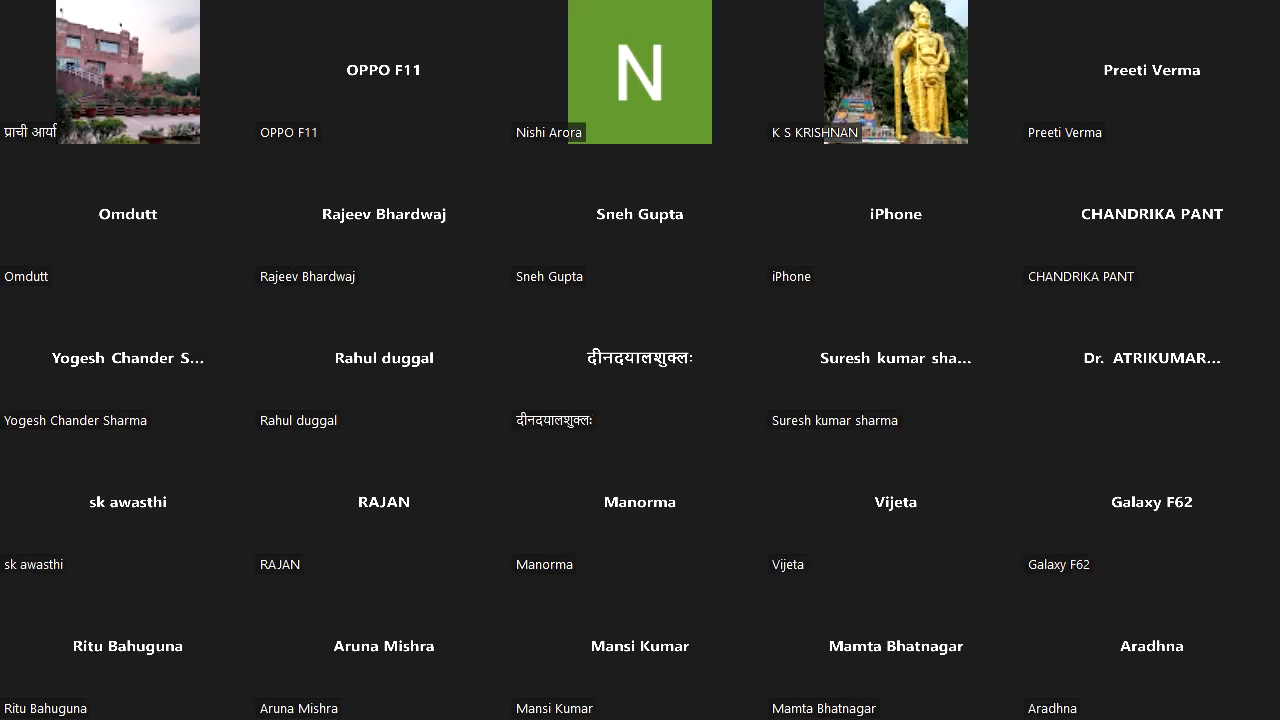 प्राची आर्या
OPPO F11
OPPO F11
N
Nishi Arora
K S KRISHNAN
Preeti Verma
Preeti Verma
Omdutt
Omdutt
Rajeev Bhardwaj
Rajeev Bhardwaj
Sneh Gupta
Sneh Gupta
iPhone
iPhone
CHANDRIKA PANT
CHANDRIKA PANT
Yogesh Chander S...
Yogesh Chander Sharma
Rahul duggal
Rahul duggal
दीनदयालशुक्लः
दीनदयालशुक्लः
Suresh kumar sha...
Suresh kumar sharma
Dr. ATRIKUMAR...
sk awasthi
sk awasthi
RAJAN
RAJAN
Manorma
Manorma
Vijeta
Vijeta
Galaxy F62
Galaxy F62
Ritu Bahuguna
Ritu Bahuguna
Aruna Mishra
Aruna Mishra
Mansi Kumar
Mansi Kumar
Mamta Bhatnagar
Mamta Bhatnagar
Aradhna
Aradhna